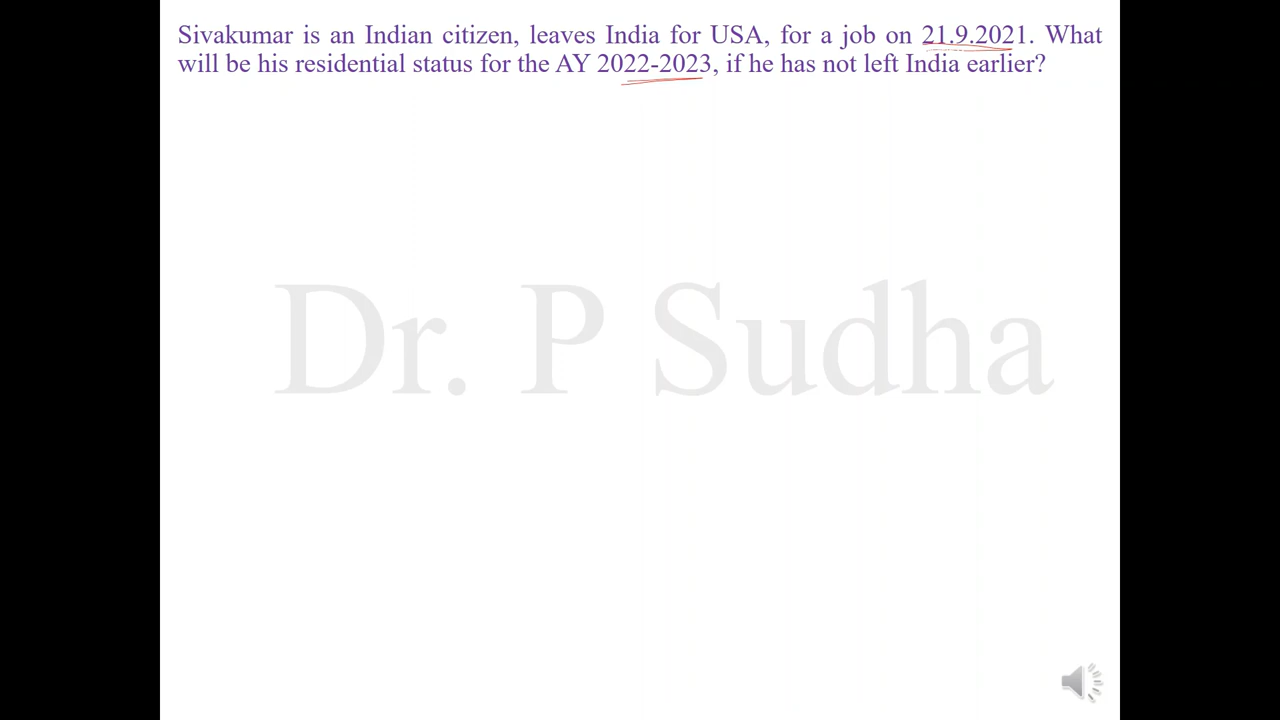 Sivakumar is an Indian citizen, leaves India for USA, for a job on 21.9.2021. What
will be his residential status for the AY 2022-2023, if he has not left India earlier?
Dr. P Sudha